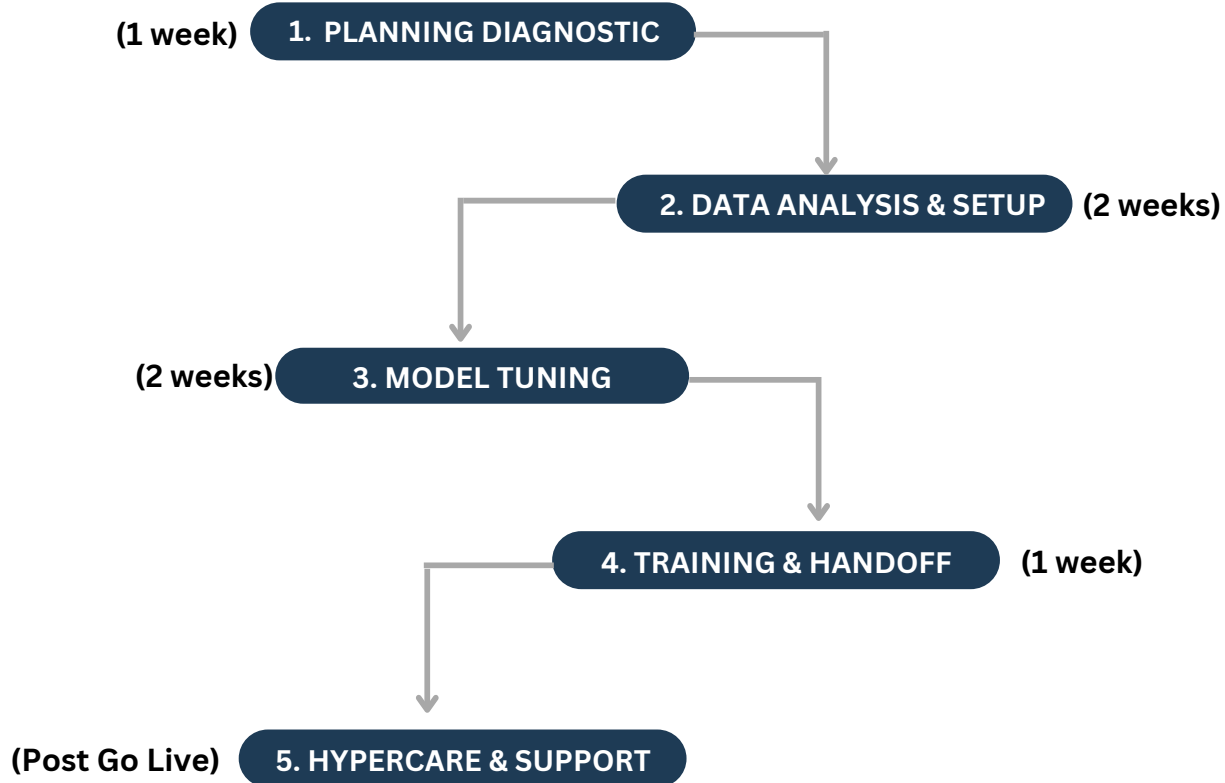 (1 week) 1. PLANNING DIAGNOSTIC
2. DATA ANALYSIS & SETUP (2 weeks)
(2 weeks) 3. MODEL TUNING
4. TRAINING & HANDOFF (1 week)
(Post Go Live) 5. HYPERCARE & SUPPORT